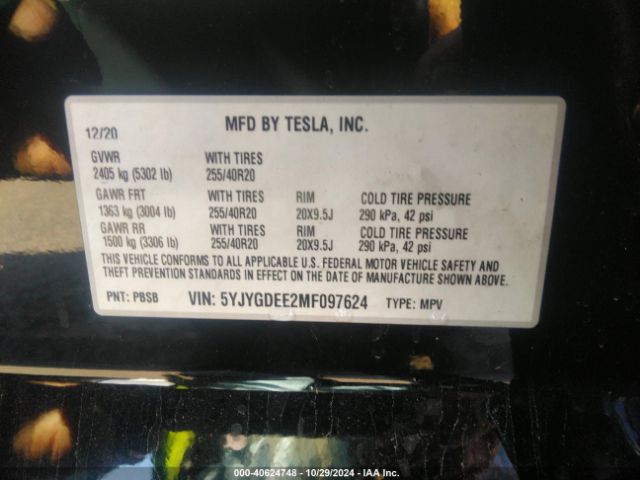 MFD BY TESLA, INC.
12/20
GVWR WITH TIRES
2405 kg (5302 lb) 255/40R20
GAWR FRT WITH TIRES RIM COLD TIRE PRESSURE
1363 kg (3004 lb) 255/40R20 20X9.5J 290 kPa, 42 psi
GAWR RR WITH TIRES RIM COLD TIRE PRESSURE
1500 kg (3306 lb) 255/40R20 20X9.5J 290 kPa, 42 psi
THIS VEHICLE CONFORMS TO ALL APPLICABLE U.S. FEDERAL MOTOR VEHICLE SAFETY AND
THEFT PREVENTION STANDARDS IN EFFECT ON THE DATE OF MANUFACTURE SHOWN ABOVE.
PNT: PBSB VIN: 5YJYGDEE2MF097624 TYPE: MPV
000-40624748 - 10/29/2024 - IAA Inc.